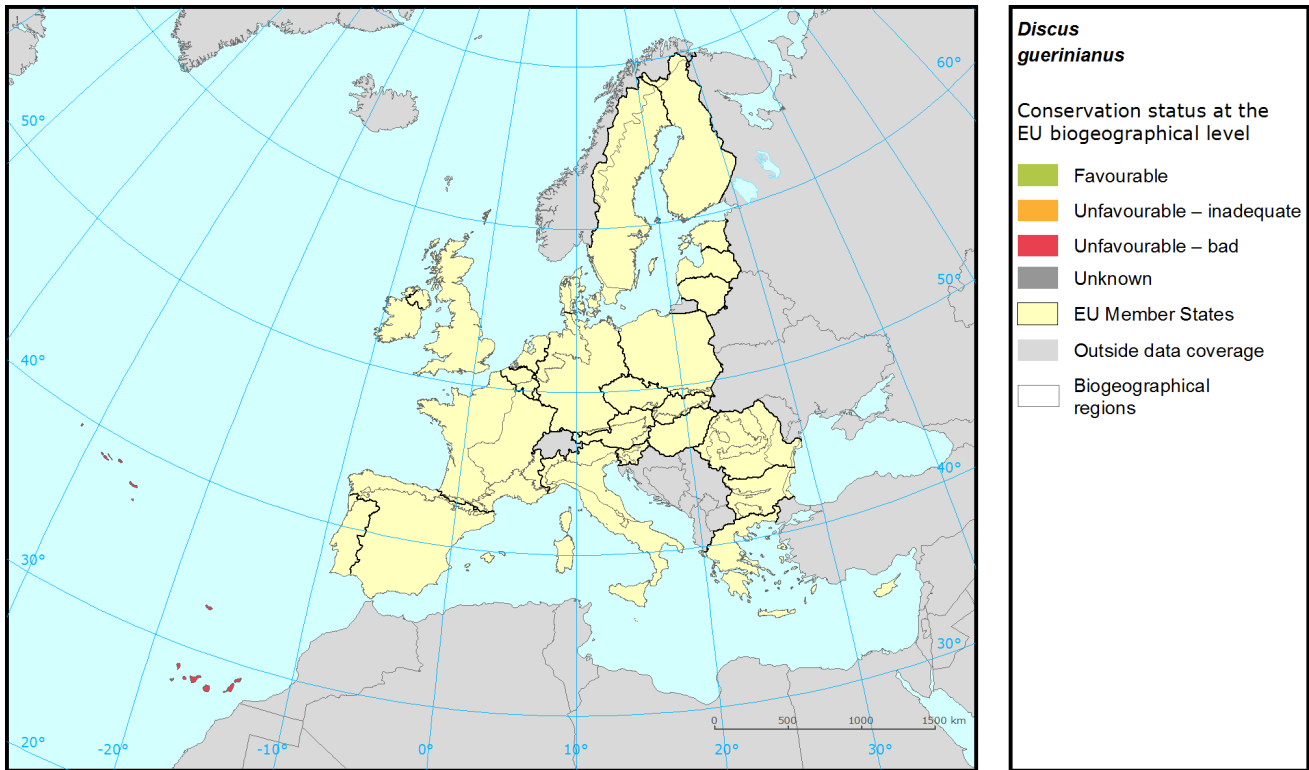 Discus
guerinianus
Conservation status at the
EU biogeographical level
Favourable
Unfavourable – inadequate
Unfavourable – bad
Unknown
EU Member States
Outside data coverage
Biogeographical
regions
60°
50°
50°
40°
40°
30°
30°
20°
-20°
-10°
0°
10°
20°
30°
0 500 1000 1500 km